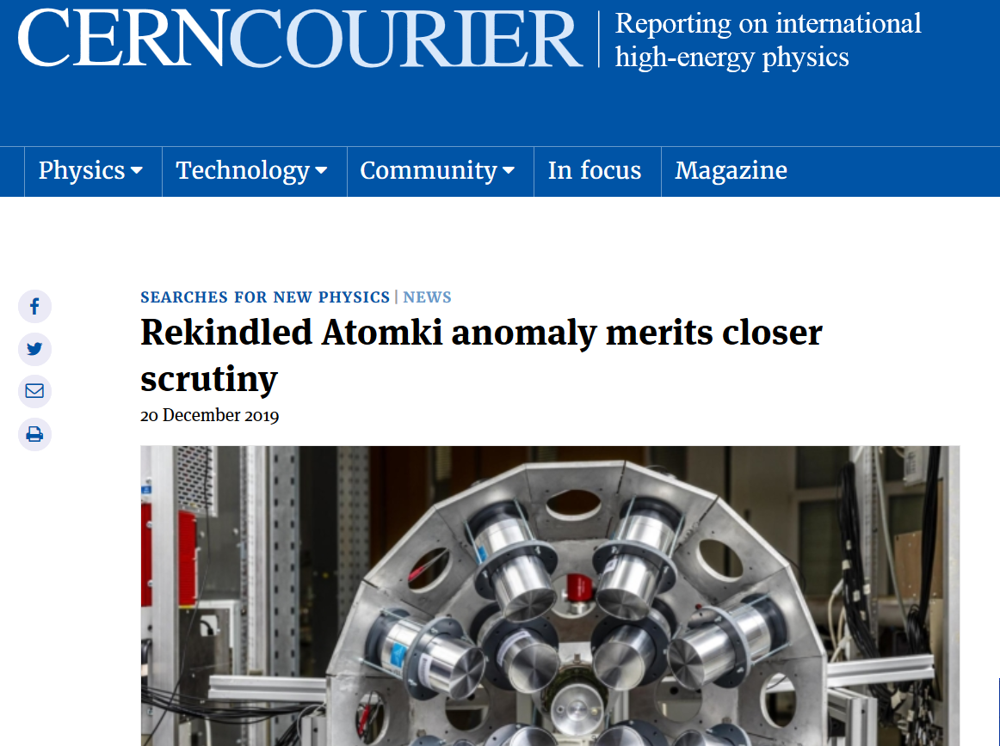 CERNCOURIER
Reporting on international
high-energy physics
Physics
Technology
Community
In focus
Magazine
SEARCHES FOR NEW PHYSICS | NEWS
Rekindled Atomki anomaly merits closer
scrutiny
20 December 2019